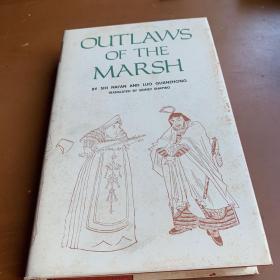 OUTLAWS
OF THE
MARSH
BY SHI NAI'AN AND LUO GUANZHONG
TRANSLATED BY SIDNEY SHAPIRO